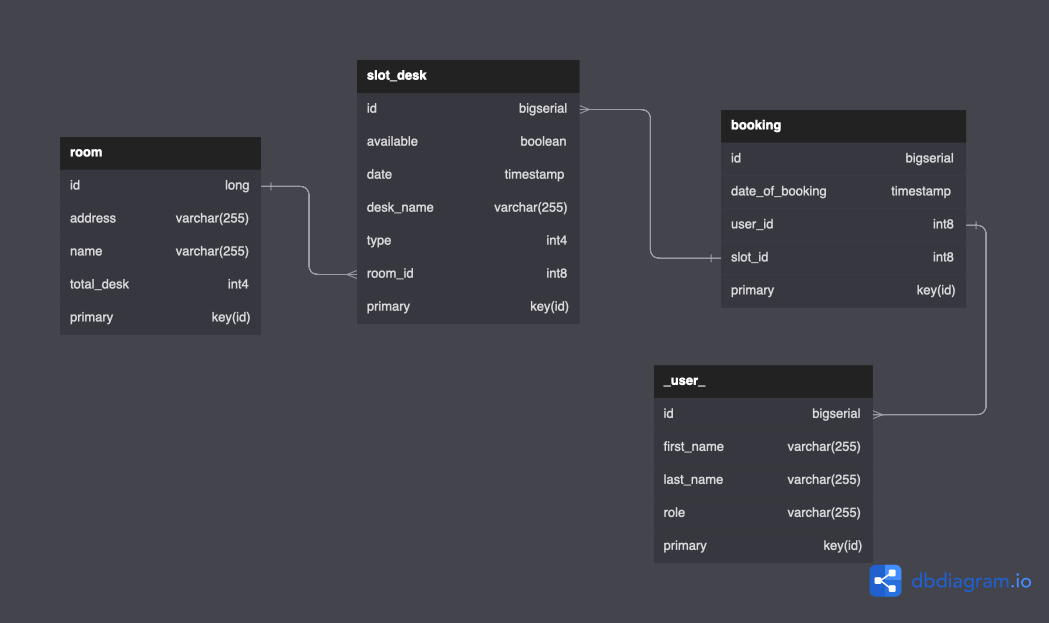 room
id long
address varchar(255)
name varchar(255)
total_desk int4
primary key(id)
slot_desk
id bigserial
available boolean
date timestamp
desk_name varchar(255)
type int4
room_id int8
primary key(id)
booking
id bigserial
date_of_booking timestamp
user_id int8
slot_id int8
primary key(id)
_user_
id bigserial
first_name varchar(255)
last_name varchar(255)
role varchar(255)
primary key(id)
dbdiagram.io